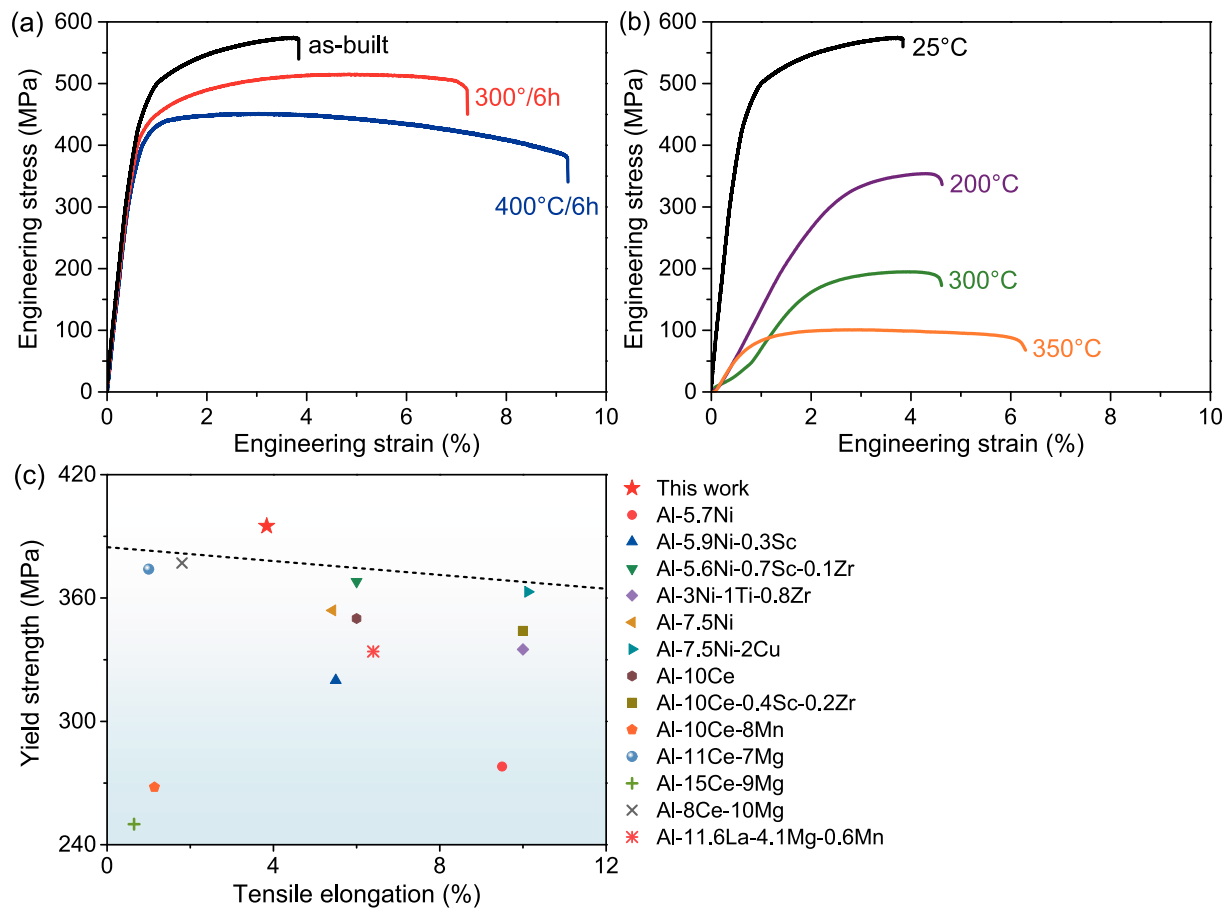 (a)
600
500
400
300
200
100
0
Engineering stress (MPa)
as-built
300°/6h
400°C/6h
0 2 4 6 8 10
Engineering strain (%)
(b)
600
500
400
300
200
100
0
Engineering stress (MPa)
25°C
200°C
300°C
350°C
0 2 4 6 8 10
Engineering strain (%)
(c)
420
360
300
240
Yield strength (MPa)
0 4 8 12
Tensile elongation (%)
This work
Al-5.7Ni
Al-5.9Ni-0.3Sc
Al-5.6Ni-0.7Sc-0.1Zr
Al-3Ni-1Ti-0.8Zr
Al-7.5Ni
Al-7.5Ni-2Cu
Al-10Ce
Al-10Ce-0.4Sc-0.2Zr
Al-10Ce-8Mn
Al-11Ce-7Mg
Al-15Ce-9Mg
Al-8Ce-10Mg
Al-11.6La-4.1Mg-0.6Mn